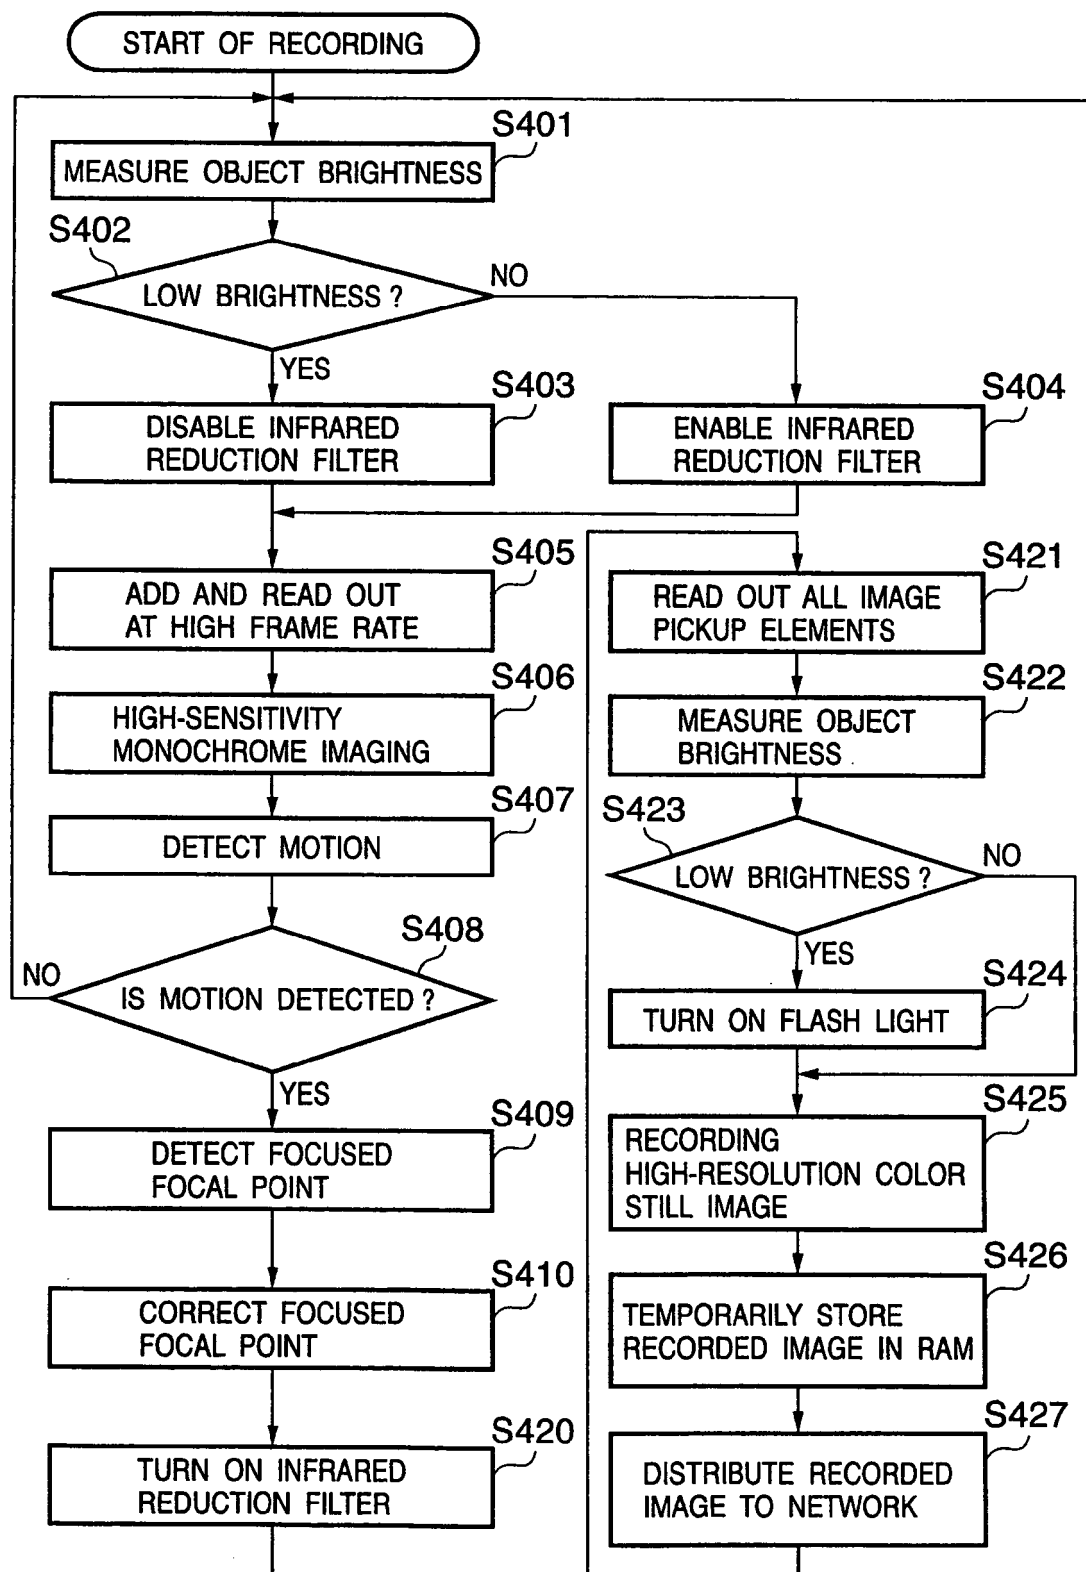 START OF RECORDING
S401
MEASURE OBJECT BRIGHTNESS
S402
LOW BRIGHTNESS ?
NO
YES
S403
DISABLE INFRARED
REDUCTION FILTER
S404
ENABLE INFRARED
REDUCTION FILTER
S405
ADD AND READ OUT
AT HIGH FRAME RATE
S406
HIGH-SENSITIVITY
MONOCHROME IMAGING
S407
DETECT MOTION
S408
NO
IS MOTION DETECTED ?
YES
S409
DETECT FOCUSED
FOCAL POINT
S410
CORRECT FOCUSED
FOCAL POINT
S420
TURN ON INFRARED
REDUCTION FILTER
S421
READ OUT ALL IMAGE
PICKUP ELEMENTS
S422
MEASURE OBJECT
BRIGHTNESS
S423
LOW BRIGHTNESS ?
NO
YES
S424
TURN ON FLASH LIGHT
S425
RECORDING
HIGH-RESOLUTION COLOR
STILL IMAGE
S426
TEMPORARILY STORE
RECORDED IMAGE IN RAM
S427
DISTRIBUTE RECORDED
IMAGE TO NETWORK